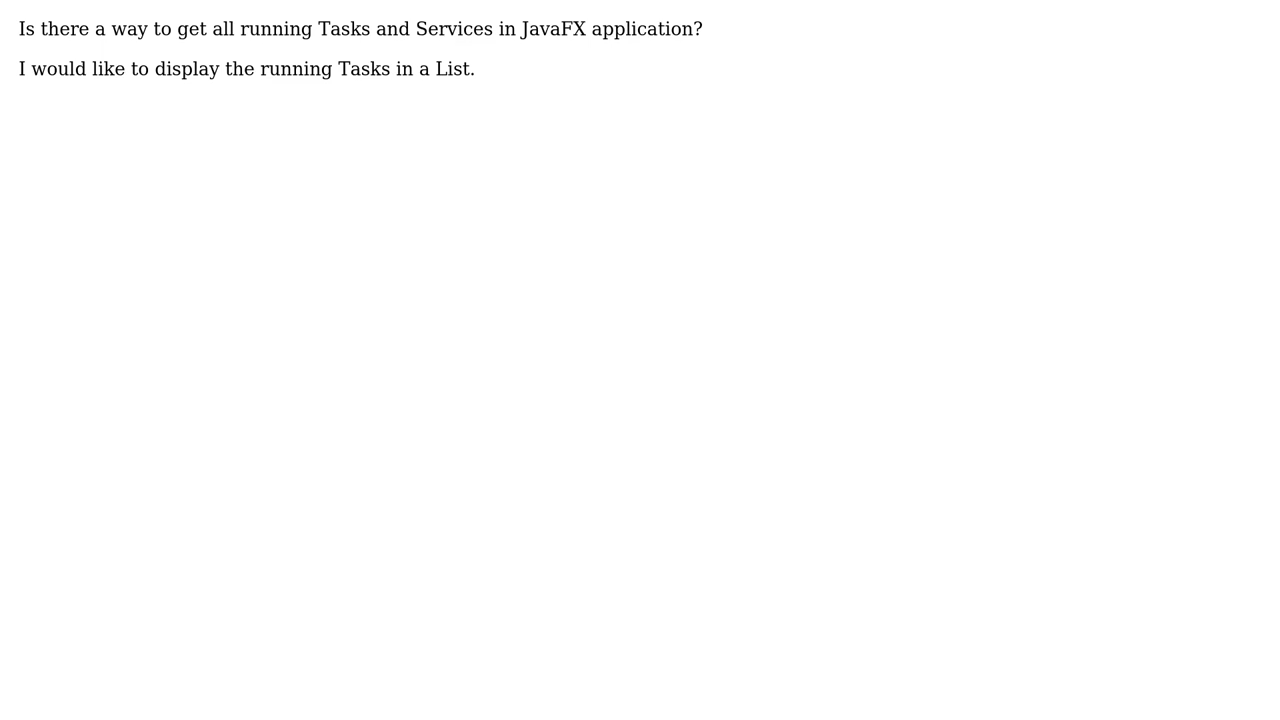 Is there a way to get all running Tasks and Services in JavaFX application?
I would like to display the running Tasks in a List.